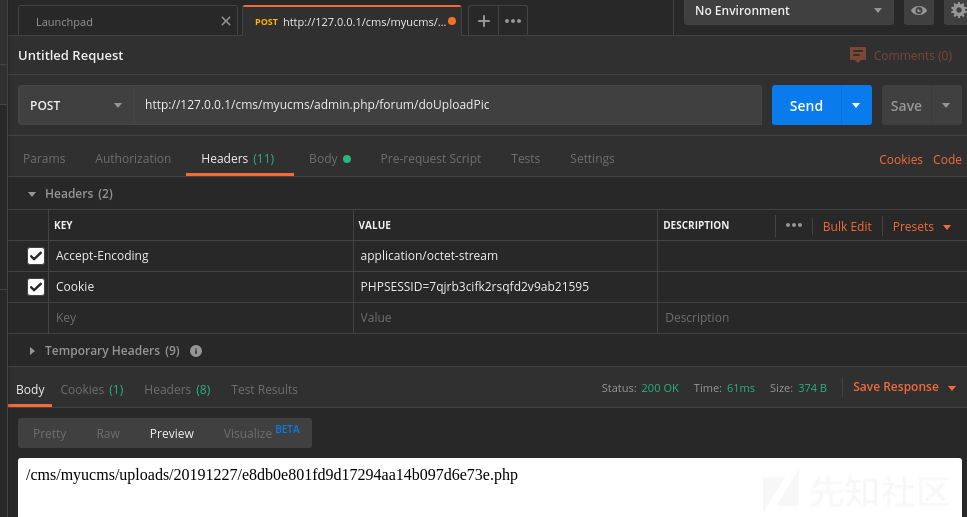 Launchpad
POST http://127.0.0.1/cms/myucms/...
No Environment
Untitled Request
Comments (0)
POST http://127.0.0.1/cms/myucms/admin.php/forum/doUploadPic Send Save
Params Authorization Headers (11) Body Pre-request Script Tests Settings Cookies Code
Headers (2)
KEY VALUE DESCRIPTION ••• Bulk Edit Presets
Accept-Encoding application/octet-stream
Cookie PHPSESSID=7qjrb3cifk2rsqfd2v9ab21595
Key Value Description
Temporary Headers (9)
Body Cookies (1) Headers (8) Test Results Status: 200 OK Time: 61ms Size: 374 B Save Response
Pretty Raw Preview Visualize BETA
/cms/myucms/uploads/20191227/e8db0e801fd9d17294aa14b097d6e73e.php
先知社区